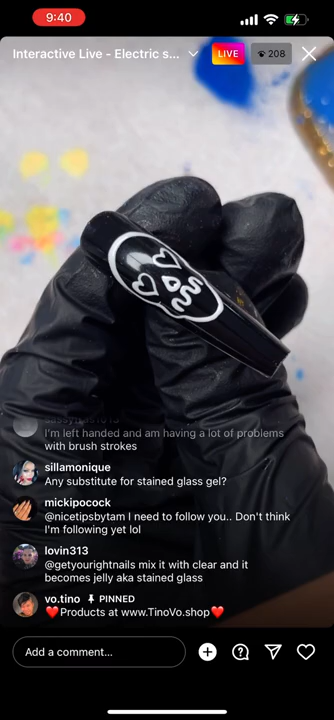 9:40
Interactive Live - Electric s...
LIVE
208
I'm left handed and am having a lot of problems
with brush strokes
sillamonique
Any substitute for stained glass gel?
mickipocock
@nicetipsbytam I need to follow you.. Don't think
I'm following yet lol
lovin313
@getyourightnails mix it with clear and it
becomes jelly aka stained glass
vo.tino PINNED
❤️Products at www.TinoVo.shop❤️
Add a comment...